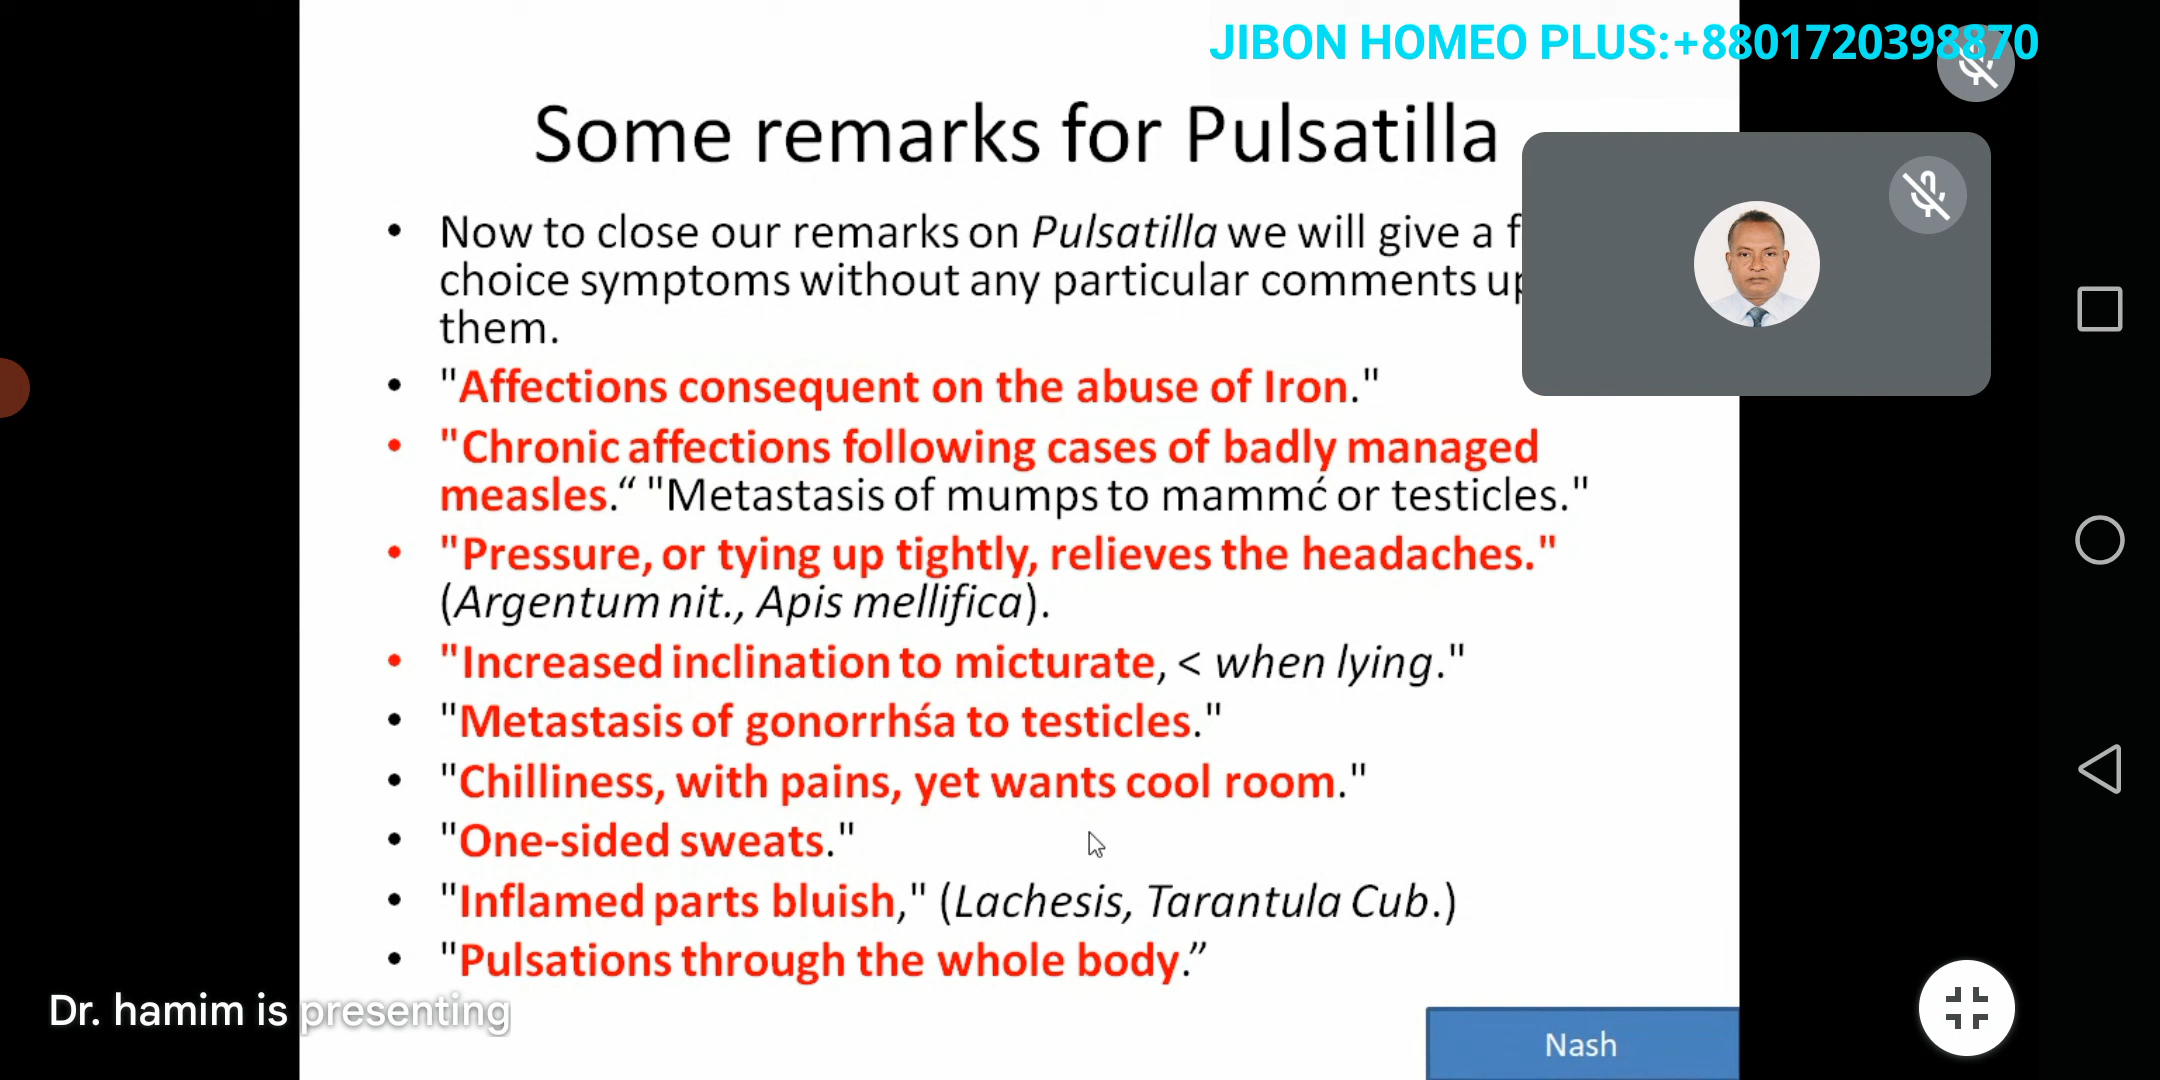 JIBON HOMEO PLUS:+8801720398870
Some remarks for Pulsatilla
• Now to close our remarks on Pulsatilla we will give a
choice symptoms without any particular comments
them.
• "Affections consequent on the abuse of Iron."
• "Chronic affections following cases of badly managed
measles.“ "Metastasis of mumps to mammć or testicles."
• "Pressure, or tying up tightly, relieves the headaches."
(Argentum nit., Apis mellifica).
• "Increased inclination to micturate, < when lying."
• "Metastasis of gonorrhśa to testicles."
• "Chilliness, with pains, yet wants cool room."
• "One-sided sweats."
• "Inflamed parts bluish," (Lachesis, Tarantula Cub.)
• "Pulsations through the whole body.”
Dr. hamim is presenting
Nash